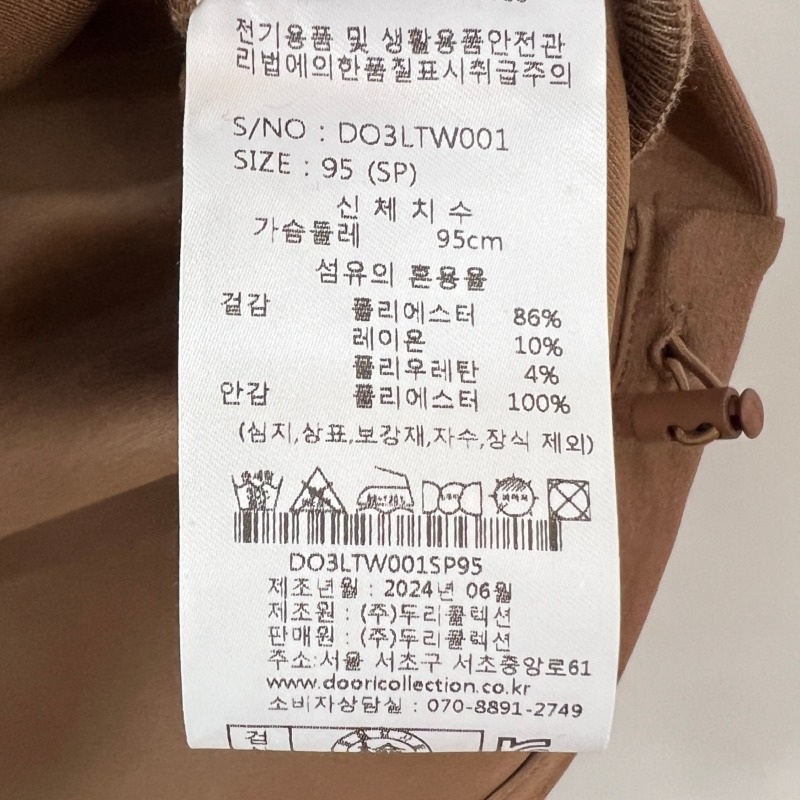 전기용품 및 생활용품안전관
리법에의한품질표시취급주의
S/NO : DO3LTW001
SIZE : 95 (SP)
신 체 치 수
가슴둘레 95cm
섬유의 혼용율
겉감 폴리에스터 86%
레이온 10%
폴리우레탄 4%
안감 폴리에스터 100%
(심지,상표,보강재,자수,장식 제외)
DO3LTW001SP95
제조년월 : 2024년 06월
제조원 : (주)두리콜렉션
판매원 : (주)두리콜렉션
주소:서울 서초구 서초중앙로61
www.dooricollection.co.kr
소비자상담실 : 070-8891-2749